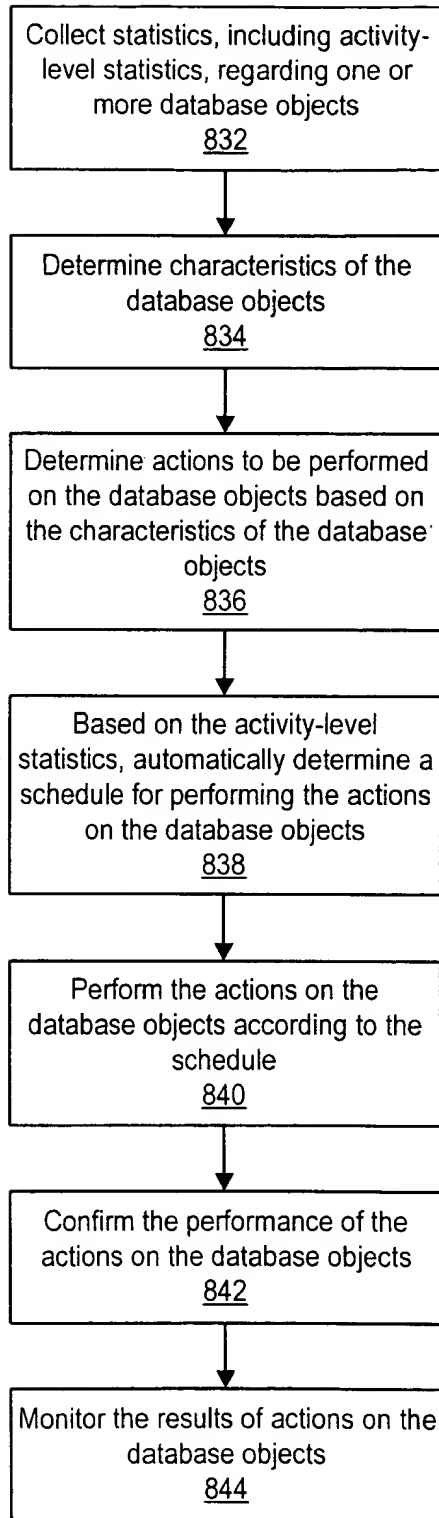 Collect statistics, including activity-
level statistics, regarding one or
more database objects
832
Determine characteristics of the
database objects
834
Determine actions to be performed
on the database objects based on
the characteristics of the database
objects
836
Based on the activity-level
statistics, automatically determine a
schedule for performing the actions
on the database objects
838
Perform the actions on the
database objects according to the
schedule
840
Confirm the performance of the
actions on the database objects
842
Monitor the results of actions on the
database objects
844